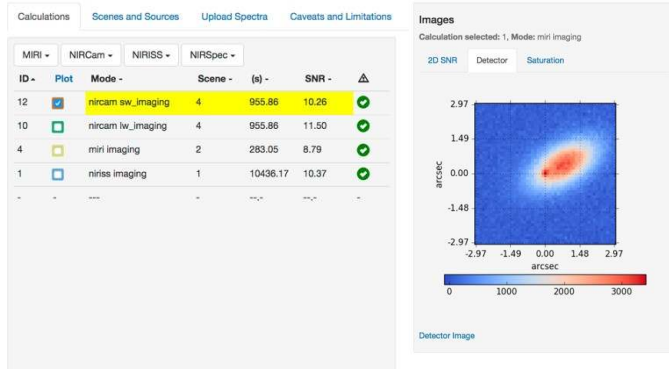 Calculations Scenes and Sources Upload Spectra Caveats and Limitations
MIRI NIRCam NIRISS NIRSpec
ID Plot Mode - Scene - (s) - SNR -
12 nircam sw_imaging 4 955.86 10.26
10 nircam lw_imaging 4 955.86 11.50
4 miri imaging 2 283.05 8.79
1 niriss imaging 1 10436.17 10.37
- - --- - --.- --.- -
Images
Calculation selected: 1, Mode: miri imaging
2D SNR Detector Saturation
2.97
1.49
0.00
-1.48
-2.97
arcsec
-2.97 -1.49 0.00 1.48 2.97
arcsec
0 1000 2000 3000
Detector Image